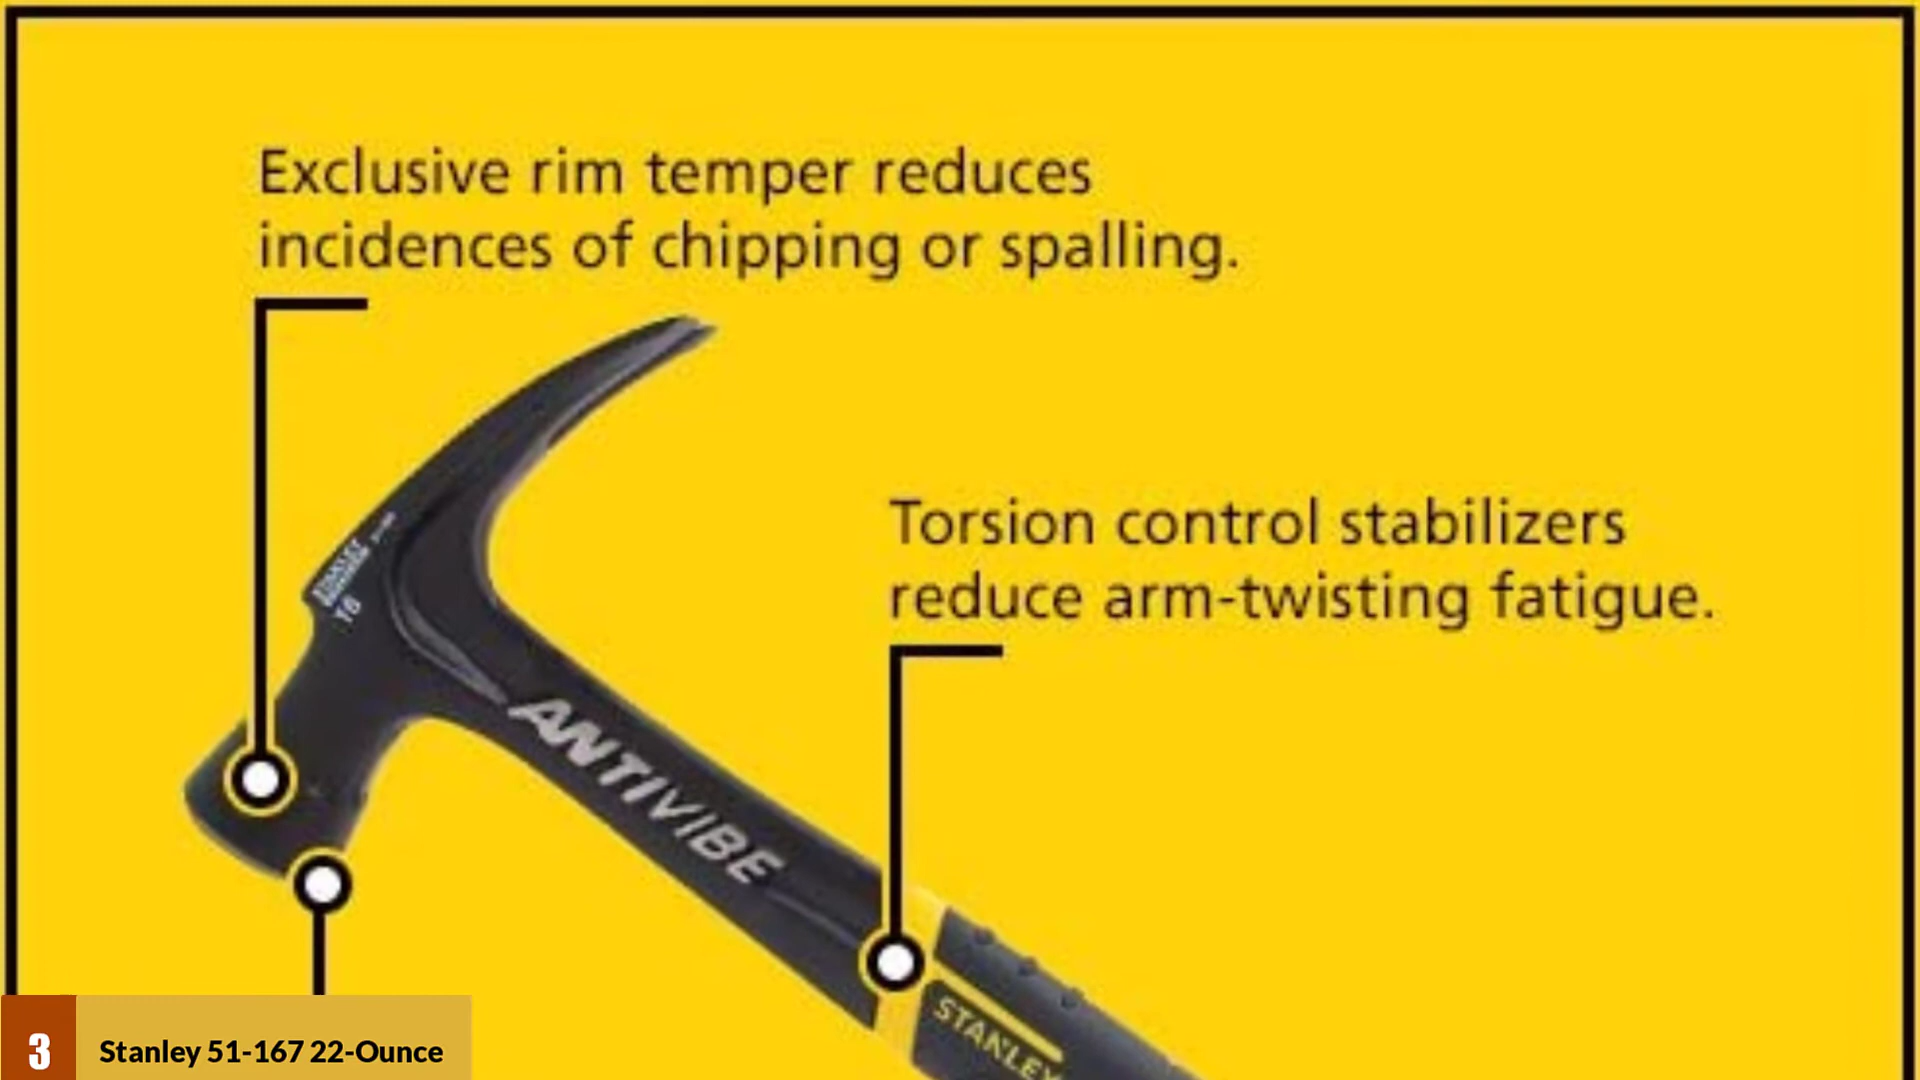 Exclusive rim temper reduces
incidences of chipping or spalling.
Torsion control stabilizers
reduce arm-twisting fatigue.
16
ANTIVIBE
STANLEY
3
Stanley 51-167 22-Ounce